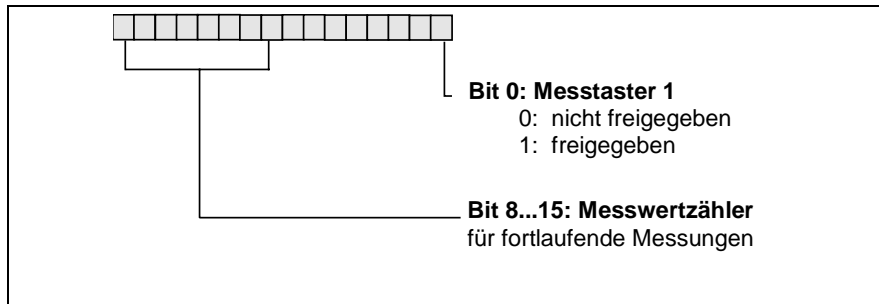 Bit 0: Messtaster 1
0: nicht freigegeben
1: freigegeben
Bit 8...15: Messwertzähler
für fortlaufende Messungen